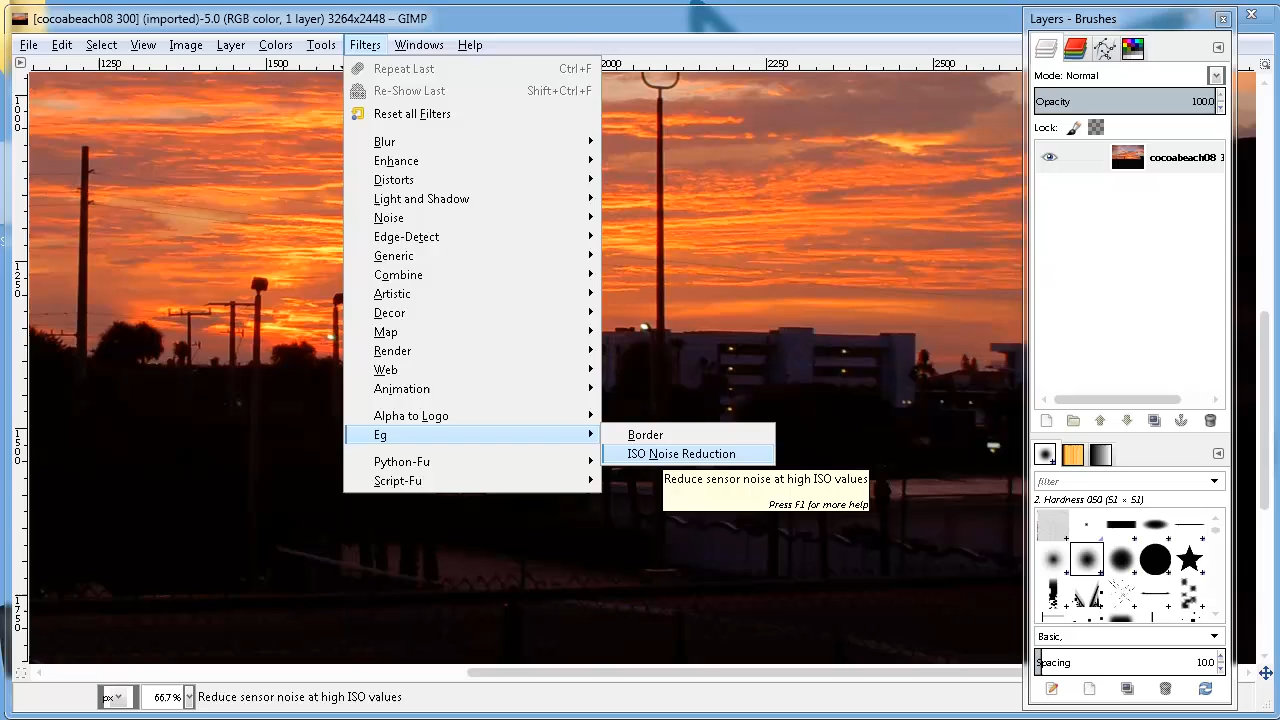 [cocoabeach08 300] (imported)-5.0 (RGB color, 1 layer) 3264x2448 – GIMP
File Edit Select View Image Layer Colors Tools Filters Help
1250 1500 2000 2250 2500
Ctrl+F
Re-Show Last Shift+Ctrl+F
Reset all Filters
Blur
Enhance
Distorts
Light and Shadow
Noise
Edge-Detect
Generic
Combine
Artistic
Decor
Map
Render
Web
Animation
Alpha to Logo
Eg
Python-Fu
Script-Fu
Border
ISO Noise Reduction
Reduce sensor noise at high ISO values
Press F1 for more help
px 66.7% Reduce sensor noise at high ISO values
Layers - Brushes
Mode: Normal
Opacity 100.0
Lock:
cocoabeach08 3
filter
2. Hardness 050 (51 × 51)
Basic,
Spacing 10.0